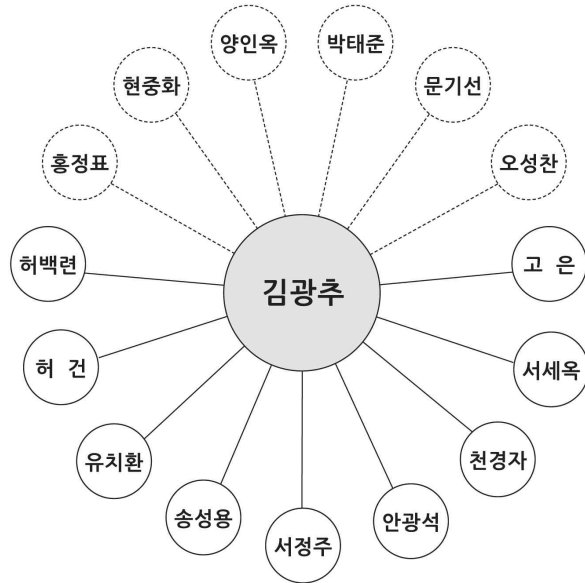 양인옥
박태준
현중화
문기선
홍정표
오성찬
허백련
김광추
고 은
허 건
서세옥
유치환
천경자
송성용
안광석
서정주